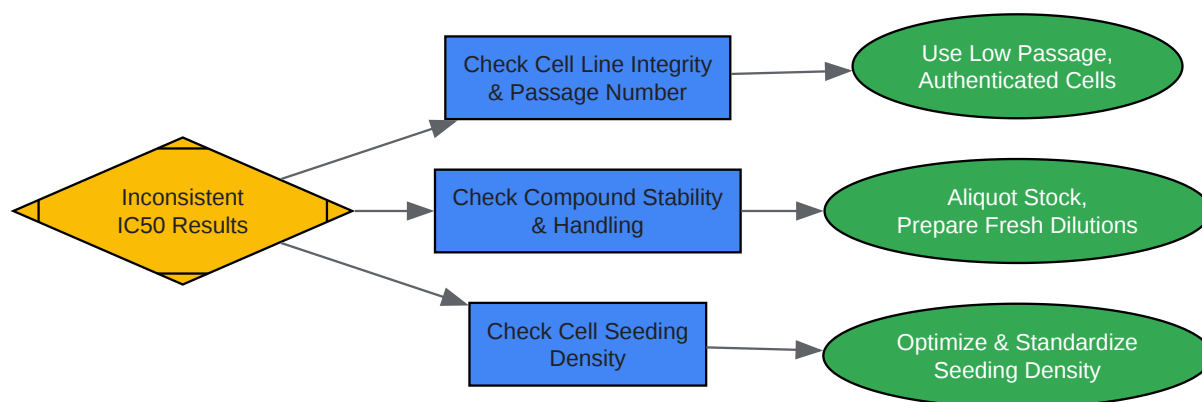 Inconsistent
IC50 Results
Check Cell Line Integrity
& Passage Number
Use Low Passage,
Authenticated Cells
Check Compound Stability
& Handling
Aliquot Stock,
Prepare Fresh Dilutions
Check Cell Seeding
Density
Optimize & Standardize
Seeding Density